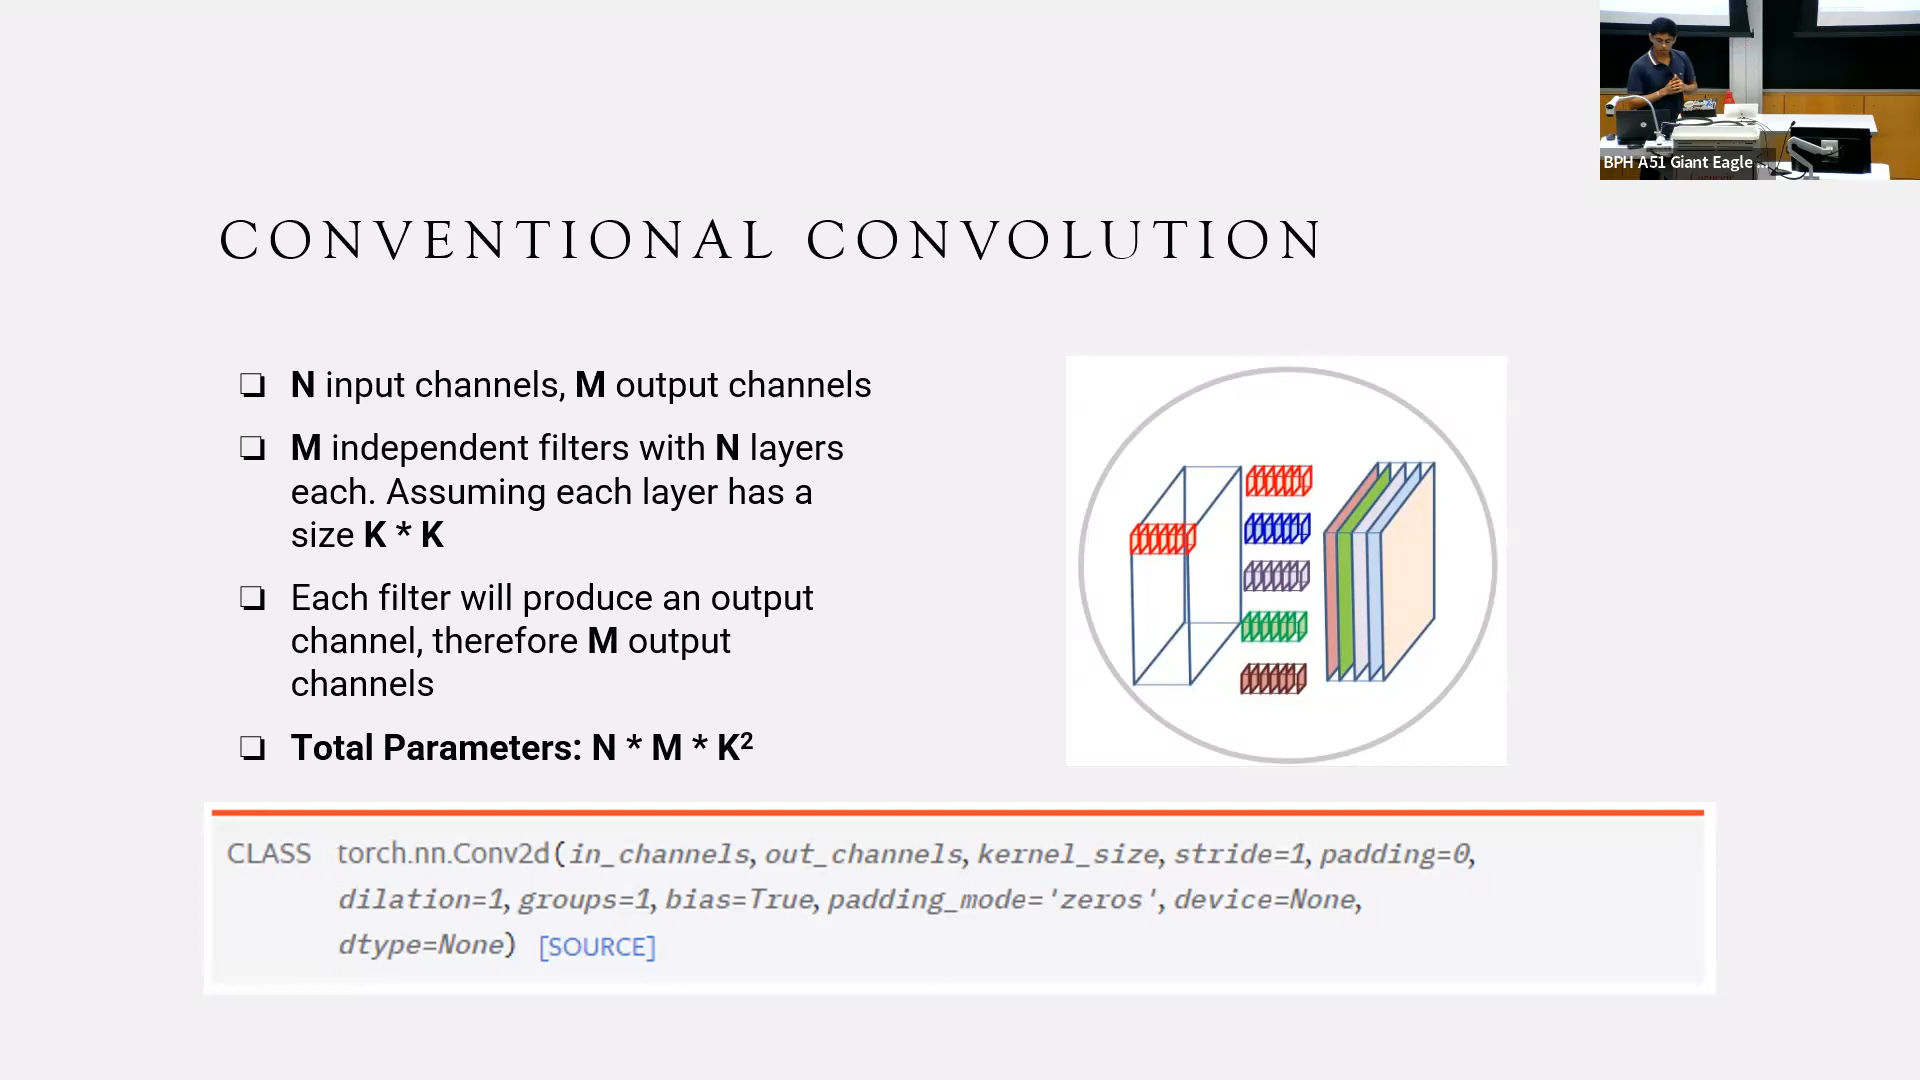 BPH A51 Giant Eagle ...
CONVENTIONAL CONVOLUTION
❏ N input channels, M output channels
❏ M independent filters with N layers
each. Assuming each layer has a
size K * K
❏ Each filter will produce an output
channel, therefore M output
channels
❏ Total Parameters: N * M * K²
CLASS torch.nn.Conv2d(in_channels, out_channels, kernel_size, stride=1, padding=0,
dilation=1, groups=1, bias=True, padding_mode='zeros', device=None,
dtype=None) [SOURCE]